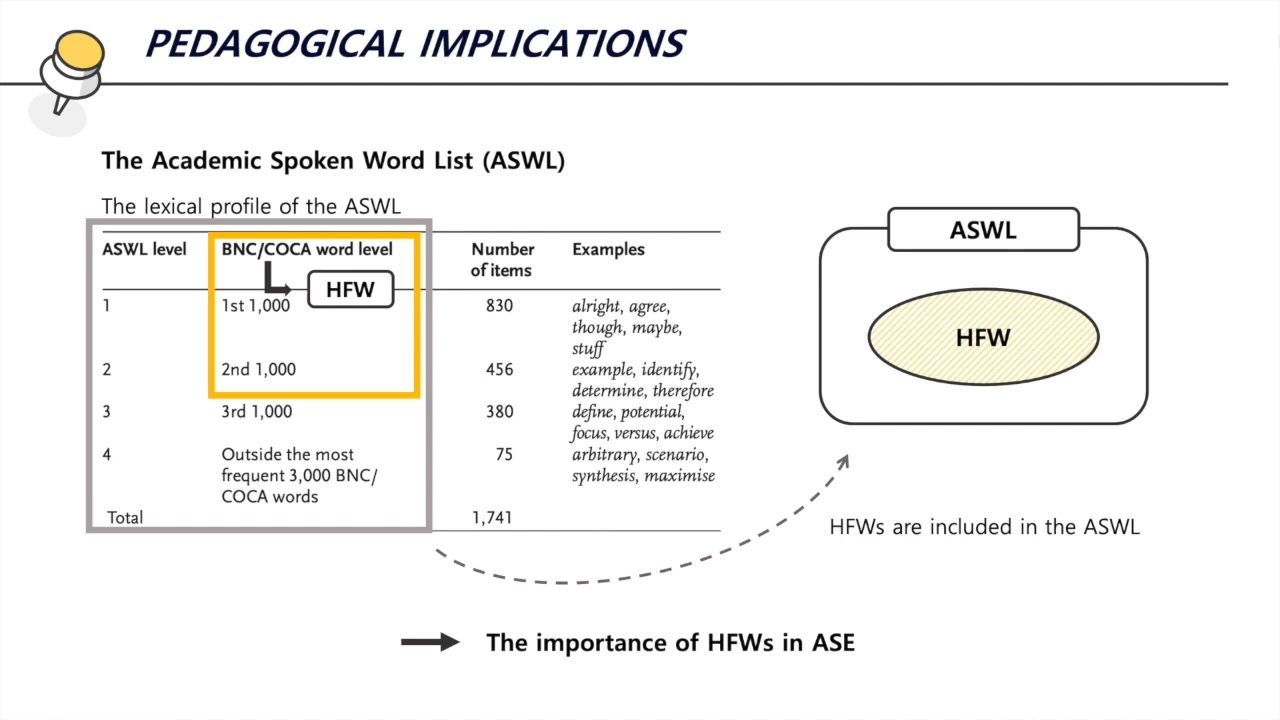 PEDAGOGICAL IMPLICATIONS
The Academic Spoken Word List (ASWL)
The lexical profile of the ASWL
ASWL level BNC/COCA word level Number of items Examples
HFW
1 1st 1,000 830 alright, agree,
though, maybe,
stuff
2 2nd 1,000 456 example, identify,
determine, therefore
3 3rd 1,000 380 define, potential,
focus, versus, achieve
4 Outside the most 75 arbitrary, scenario,
frequent 3,000 BNC/ synthesis, maximise
COCA words
Total 1,741
ASWL
HFW
HFWs are included in the ASWL
The importance of HFWs in ASE